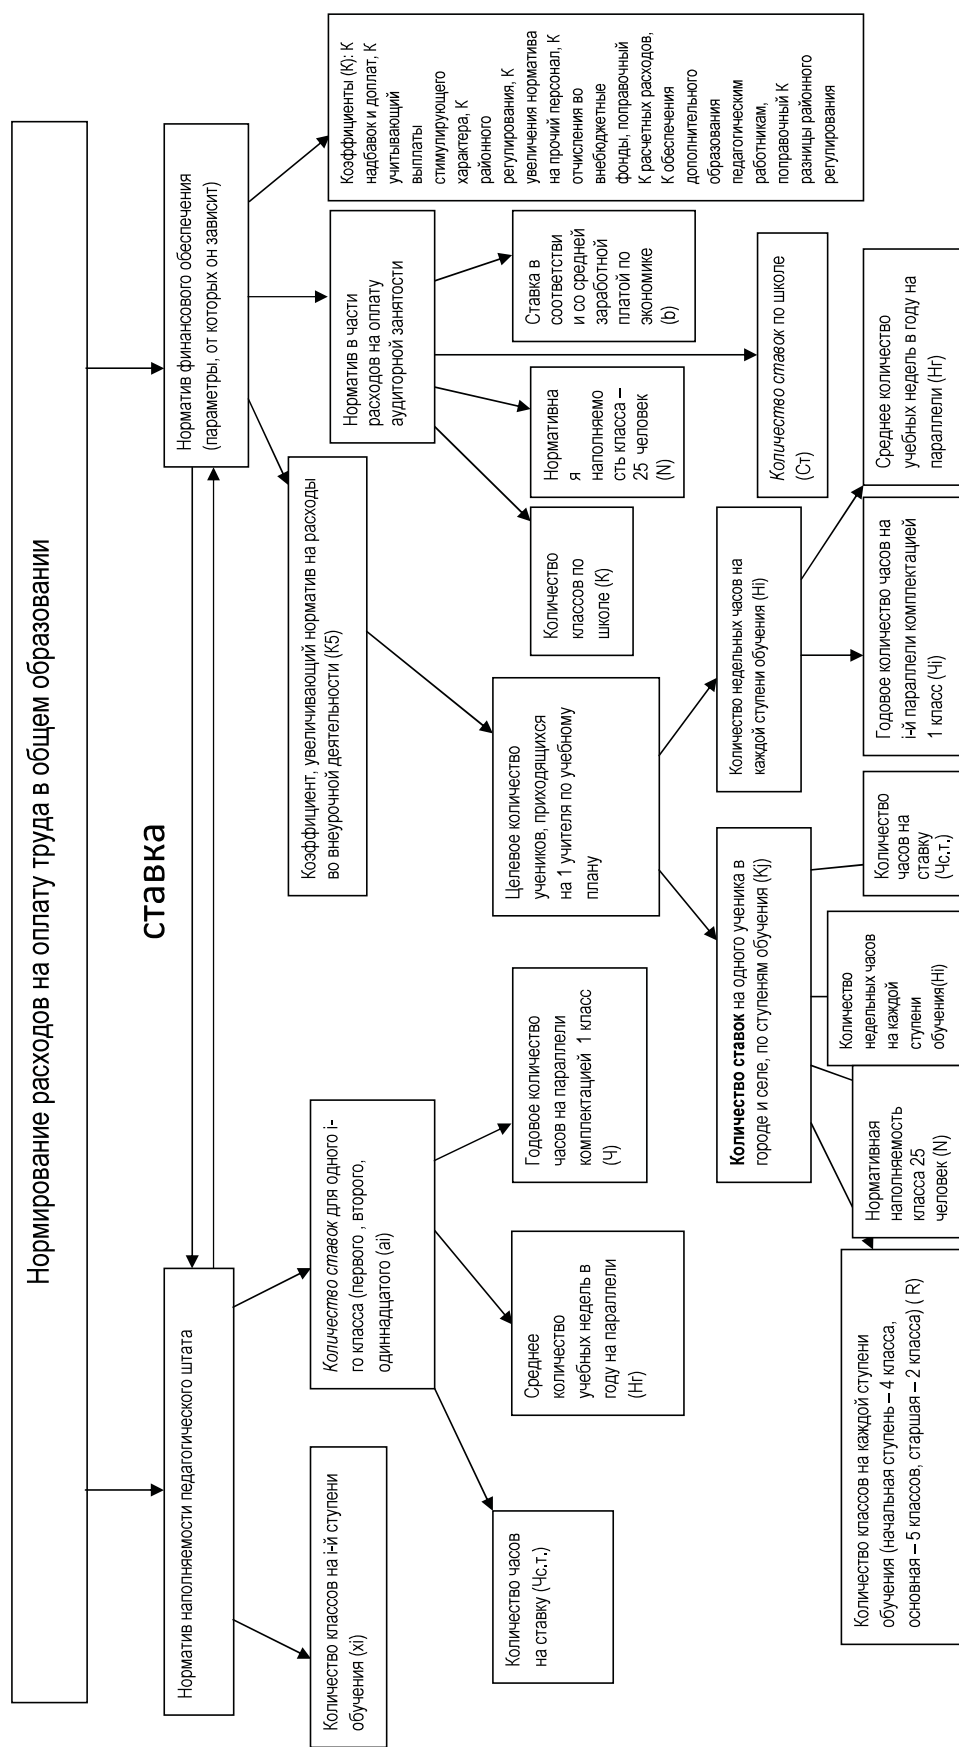 Нормирование расходов на оплату труда в общем образовании
ставка
Норматив наполняемости педагогического штата
Норматив финансового обеспечения
(параметры, от которых он зависит)
Количество классов на i-й ступени
обучения (xi)
Количество ставок для одного i-
го класса (первого , второго,
одиннадцатого (ai)
Коэффициент, увеличивающий норматив на расходы
во внеурочной деятельности (К5)
Норматив в части
расходов на оплату
аудиторной занятости
Коэффициенты (К): К
надбавок и доплат, К
учитывающий
выплаты
стимулирующего
характера, К
районного
регулирования, К
увеличения норматива
на прочий персонал, К
отчисления во
внебюджетные
фонды, поправочный
К расчетных расходов,
К обеспечения
дополнительного
образования
педагогическим
работникам,
поправочный К
разницы районного
регулирования
Количество часов
на ставку (Чс.т.)
Среднее
количество
учебных недель в
году на параллели
(Нг)
Годовое количество
часов на параллели
комплектацией 1 класс
(Ч)
Целевое количество
учеников, приходящихся
на 1 учителя по учебному
плану
Количество
классов по
школе (К)
Нормативна
я
наполняемо
сть класса –
25 человек
(N)
Ставка в
соответстви
и со средней
заработной
платой по
экономике
(b)
Количество ставок на одного ученика в
городе и селе, по ступеням обучения (Kj)
Количество недельных часов на
каждой ступени обучения (Hi)
Количество ставок по школе
(Ст)
Количество классов на каждой ступени
обучения (начальная ступень – 4 класса,
основная – 5 классов, старшая – 2 класса) ( R)
Нормативная
наполняемость
класса 25
человек (N)
Количество
недельных часов
на каждой
ступени
обучения(Hi)
Количество
часов на
ставку
(Чс.т.)
Годовое количество часов на
i-й параллели комплектацией
1 класс (Чi)
Среднее количество
учебных недель в году на
параллели (Нг)